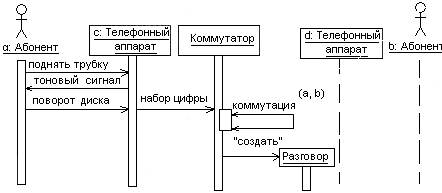 a: Абонент
c: Телефонный
аппарат
Коммутатор
d: Телефонный
аппарат
b: Абонент
поднять трубку
тоновый сигнал
поворот диска
набор цифры
коммутация
(a, b)
"создать"
Разговор